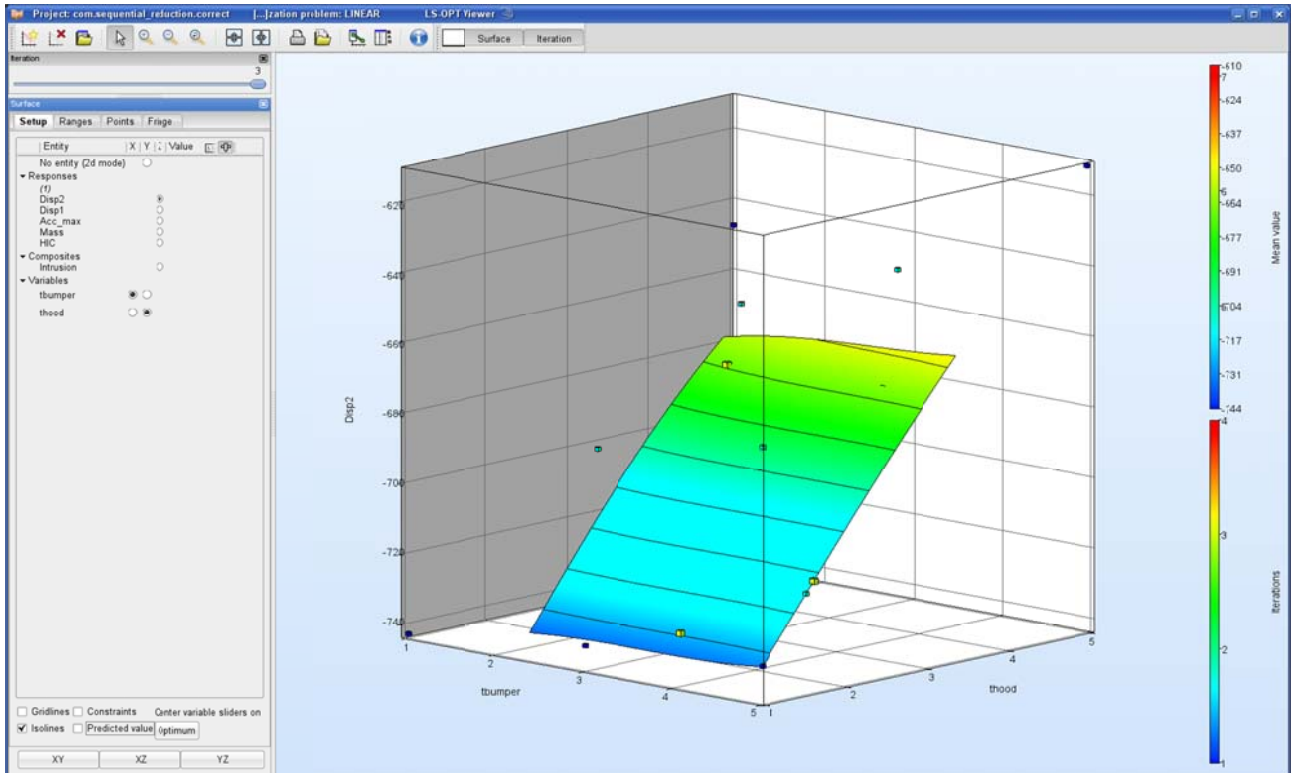 Project: com.sequential_refuction.correct [...]zation problem: LINEAR LS-OPT Viewer
Surface Iteration
Iteration
3
Surface
Setup Ranges Points
Entity X Y Value
No entity (2d mode)
Responses
(1)
Disp2
Disp1
Acc_max
Mass
HIC
Composites
Intrusion
Variables
tbumper
thood
Gridlines Constraints Center variable sliders on
Isolines Predicted value Optimum
XY XZ YZ
-620
-640
-660
-680
-700
-720
-740
Disp2
1
2
3
4
5
tbumper
1
2
3
4
5
thood
-610
7
-624
-637
-650
-664
-677
-691
-717
-731
-744
Mean value
4
3
2
1
Iterations